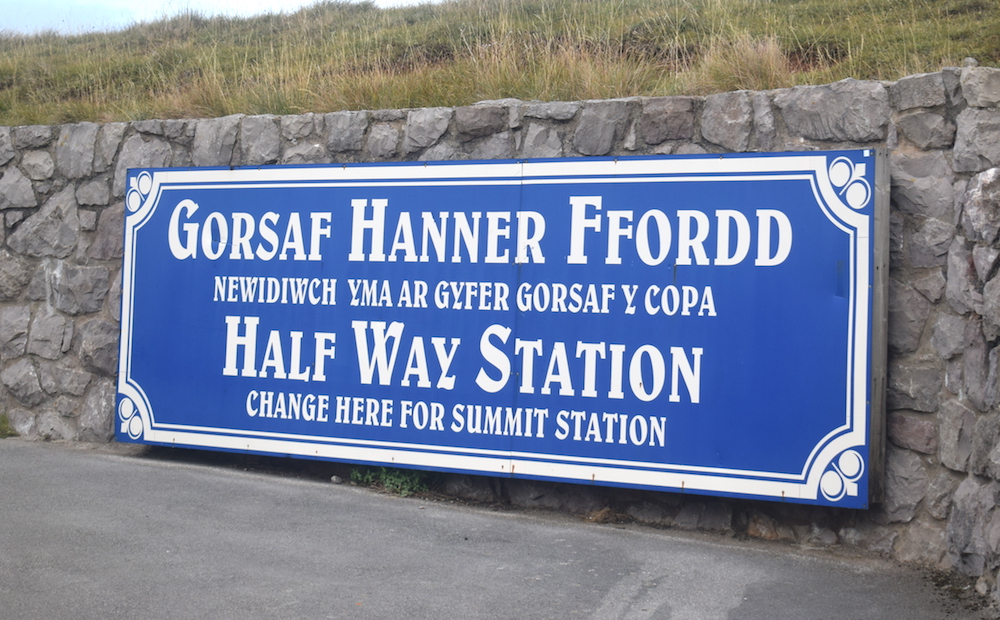 GORSAF HANNER FFORDD
NEWIDIWCH YMA AR GYFER GORSAF Y COPA
HALF WAY STATION
CHANGE HERE FOR SUMMIT STATION